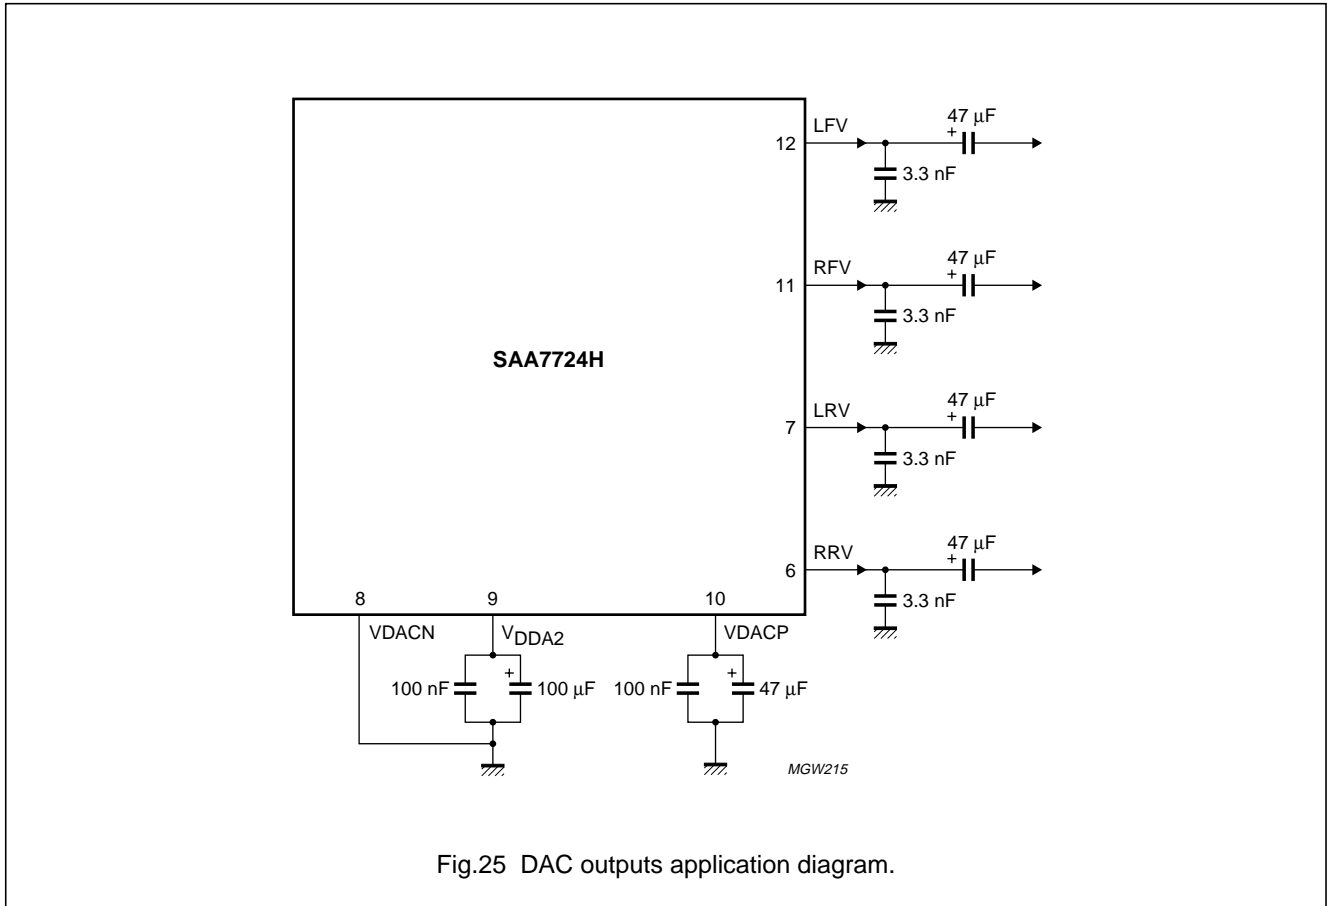 47 μF
LFV
+
12
3.3 nF
47 μF
RFV
+
11
3.3 nF
SAA7724H
47 μF
LRV
+
7
3.3 nF
47 μF
RRV
+
6
3.3 nF
8 9 10
VDACN VDDA2 VDACP
+ +
100 nF 100 μF 100 nF 47 μF
MGW215
Fig.25 DAC outputs application diagram.